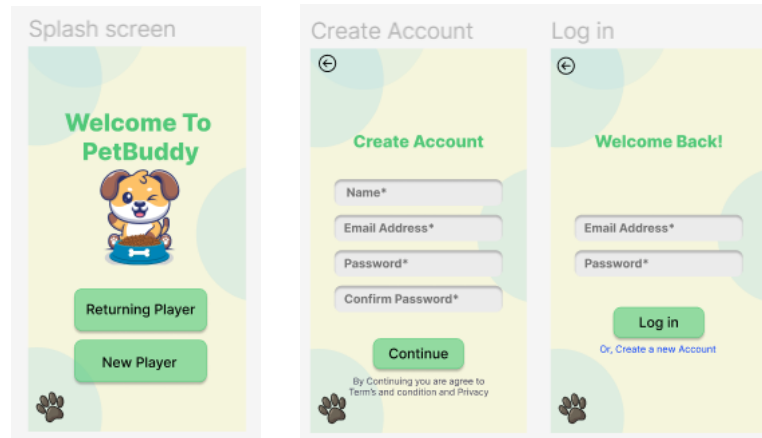 Splash screen
Welcome To
PetBuddy
Returning Player
New Player
Create Account
Create Account
Name*
Email Address*
Password*
Confirm Password*
Continue
By Continuing you are agree to
Term's and condition and Privacy
Log in
Welcome Back!
Email Address*
Password*
Log in
Or, Create a new Account